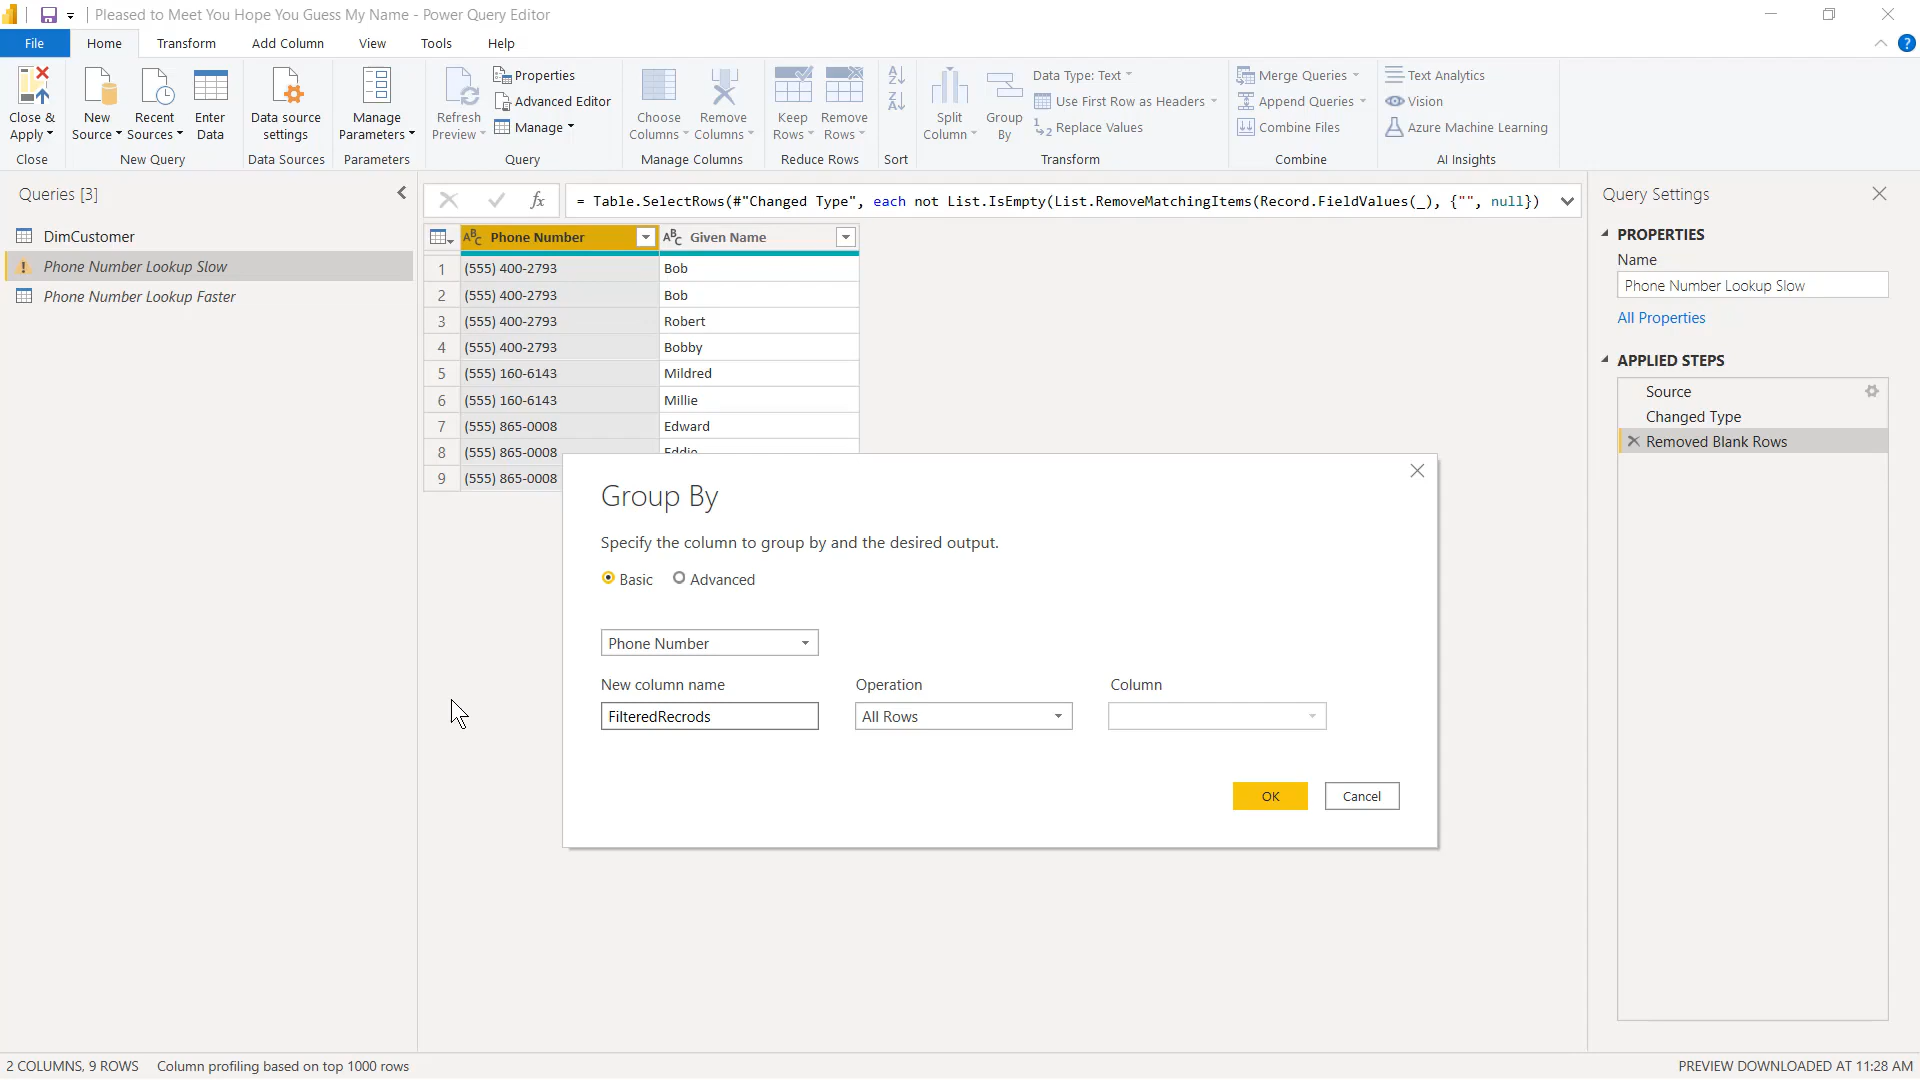 Pleased to Meet You Hope You Guess My Name - Power Query Editor
File Home Transform Add Column View Tools Help
Close & Apply
New Source
Recent Sources
Enter Data
Data source settings
Manage Parameters
Refresh Preview
Properties
Advanced Editor
Manage
Choose Columns
Remove Columns
Keep Rows
Remove Rows
Split Column
Group By
Data Type: Text
Use First Row as Headers
Replace Values
Merge Queries
Append Queries
Combine Files
Text Analytics
Vision
Azure Machine Learning
Close New Query Data Sources Parameters Query Manage Columns Reduce Rows Sort Transform Combine AI Insights
Queries [3]
DimCustomer
Phone Number Lookup Slow
Phone Number Lookup Faster
fx = Table.SelectRows(#"Changed Type", each not List.IsEmpty(List.RemoveMatchingItems(Record.FieldValues(_), {"", null})
ABC Phone Number ABC Given Name
1 (555) 400-2793 Bob
2 (555) 400-2793 Bob
3 (555) 400-2793 Robert
4 (555) 400-2793 Bobby
5 (555) 160-6143 Mildred
6 (555) 160-6143 Millie
7 (555) 865-0008 Edward
8 (555) 865-0008 Eddie
9 (555) 865-0008
Group By
Specify the column to group by and the desired output.
Basic Advanced
Phone Number
New column name Operation Column
FilteredRecrods All Rows
OK Cancel
Query Settings
PROPERTIES
Name
Phone Number Lookup Slow
All Properties
APPLIED STEPS
Source
Changed Type
Removed Blank Rows
2 COLUMNS, 9 ROWS Column profiling based on top 1000 rows
PREVIEW DOWNLOADED AT 11:28 AM